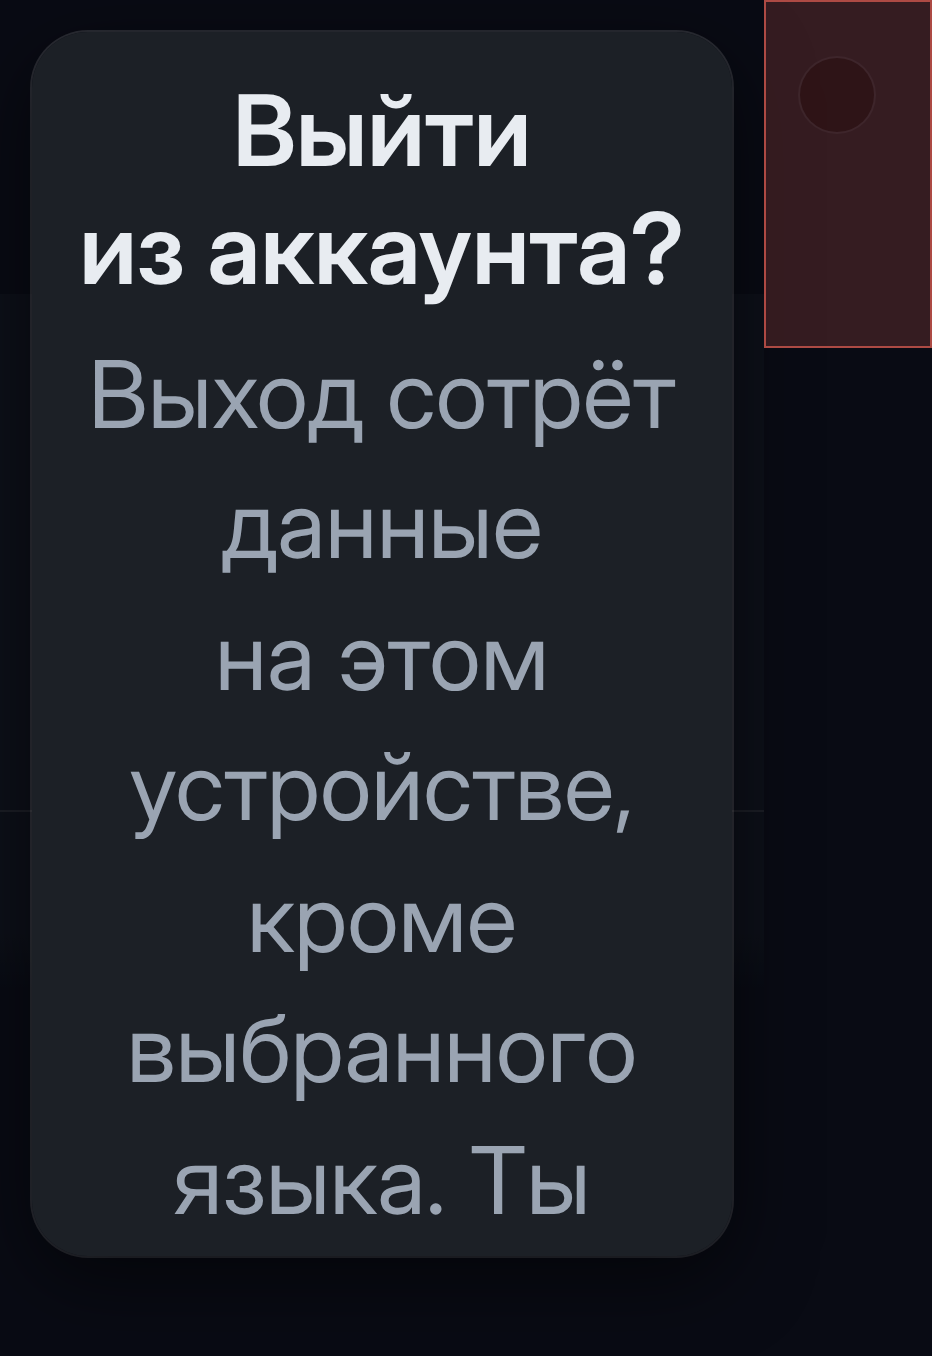 Выйти
из аккаунта?
Выход сотрёт
данные
на этом
устройстве,
кроме
выбранного
языка. Ты